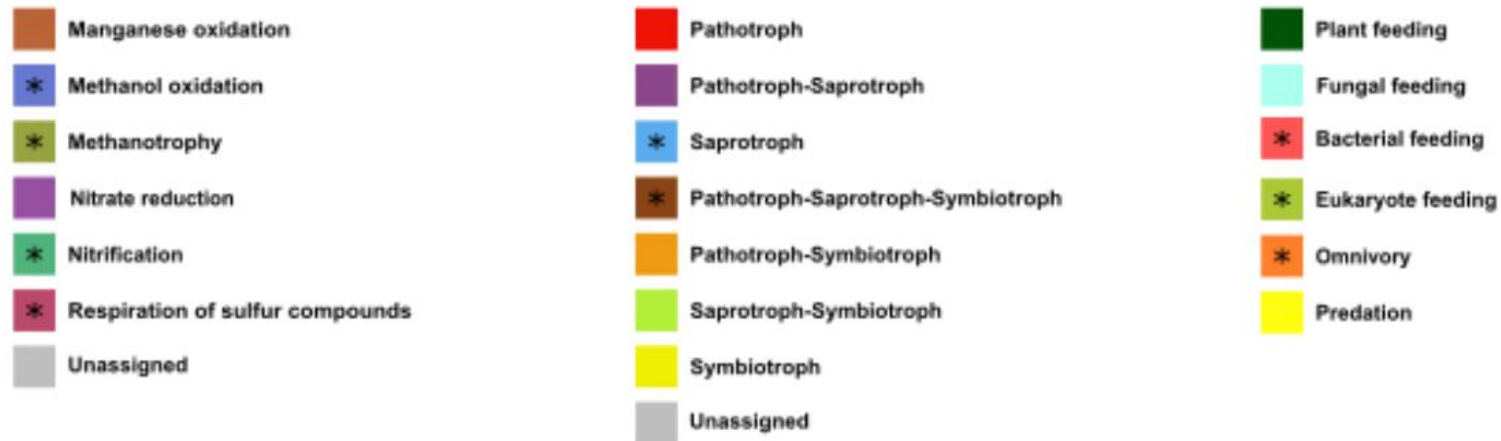 Manganese oxidation
* Methanol oxidation
* Methanotrophy
Nitrate reduction
* Nitrification
* Respiration of sulfur compounds
Unassigned
Pathotroph
Pathotroph-Saprotroph
* Saprotroph
* Pathotroph-Saprotroph-Symbiotroph
Pathotroph-Symbiotroph
Saprotroph-Symbiotroph
Symbiotroph
Unassigned
Plant feeding
Fungal feeding
* Bacterial feeding
* Eukaryote feeding
* Omnivory
Predation